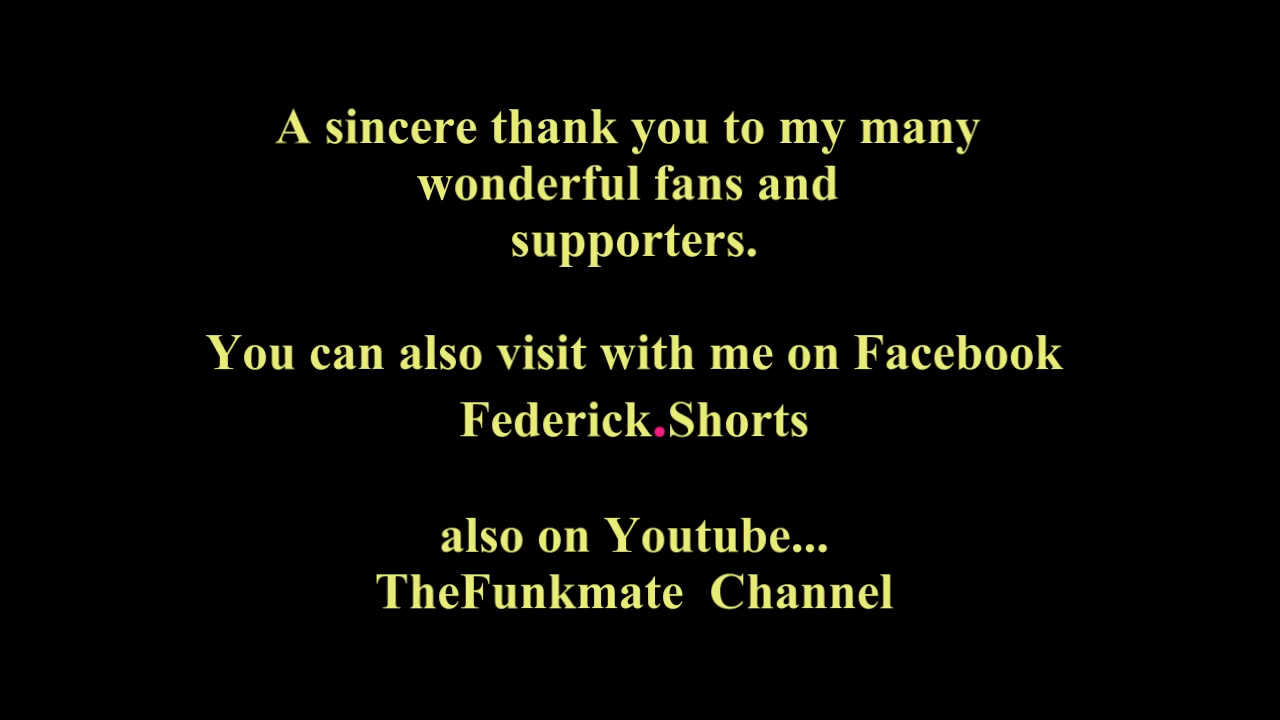 A sincere thank you to my many
wonderful fans and
supporters.
You can also visit with me on Facebook
Federick.Shorts
also on Youtube...
TheFunkmate  Channel